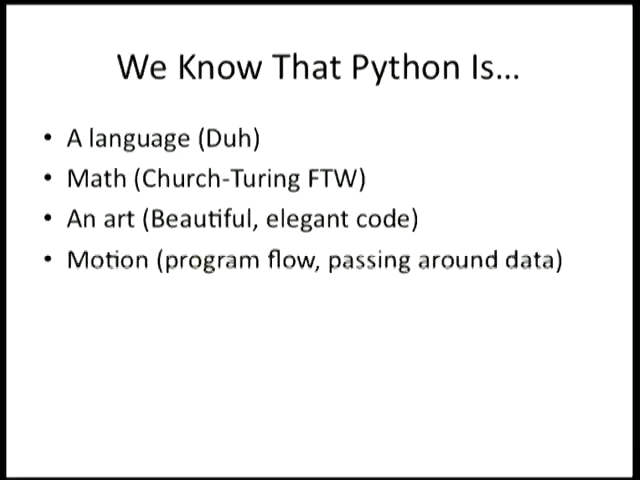 We Know That Python Is...
• A language (Duh)
• Math (Church-Turing FTW)
• An art (Beautiful, elegant code)
• Motion (program flow, passing around data)